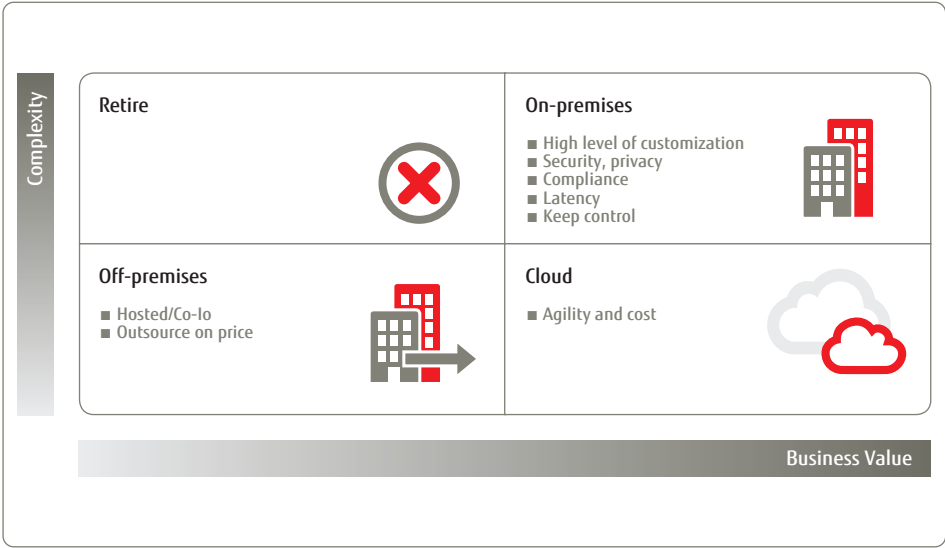 Complexity
Retire
On-premises
■ High level of customization
■ Security, privacy
■ Compliance
■ Latency
■ Keep control
Off-premises
■ Hosted/Co-lo
■ Outsource on price
Cloud
■ Agility and cost
Business Value